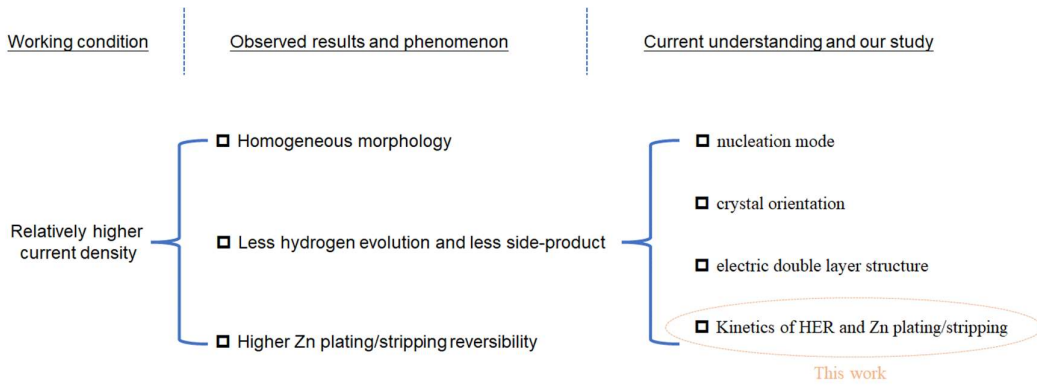 Working condition
Observed results and phenomenon
Current understanding and our study
Relatively higher
current density
Homogeneous morphology
Less hydrogen evolution and less side-product
Higher Zn plating/stripping reversibility
nucleation mode
crystal orientation
electric double layer structure
Kinetics of HER and Zn plating/stripping
This work